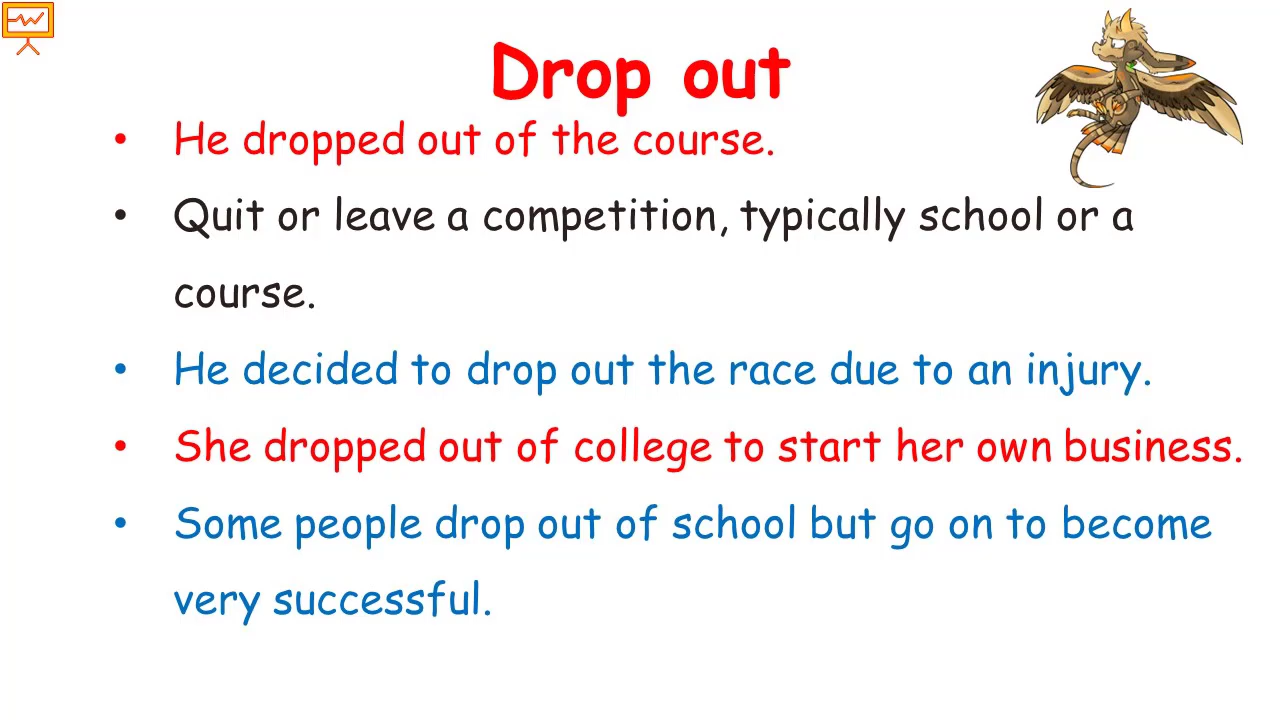 Drop out
• He dropped out of the course.
• Quit or leave a competition, typically school or a
course.
• He decided to drop out the race due to an injury.
• She dropped out of college to start her own business.
• Some people drop out of school but go on to become
very successful.